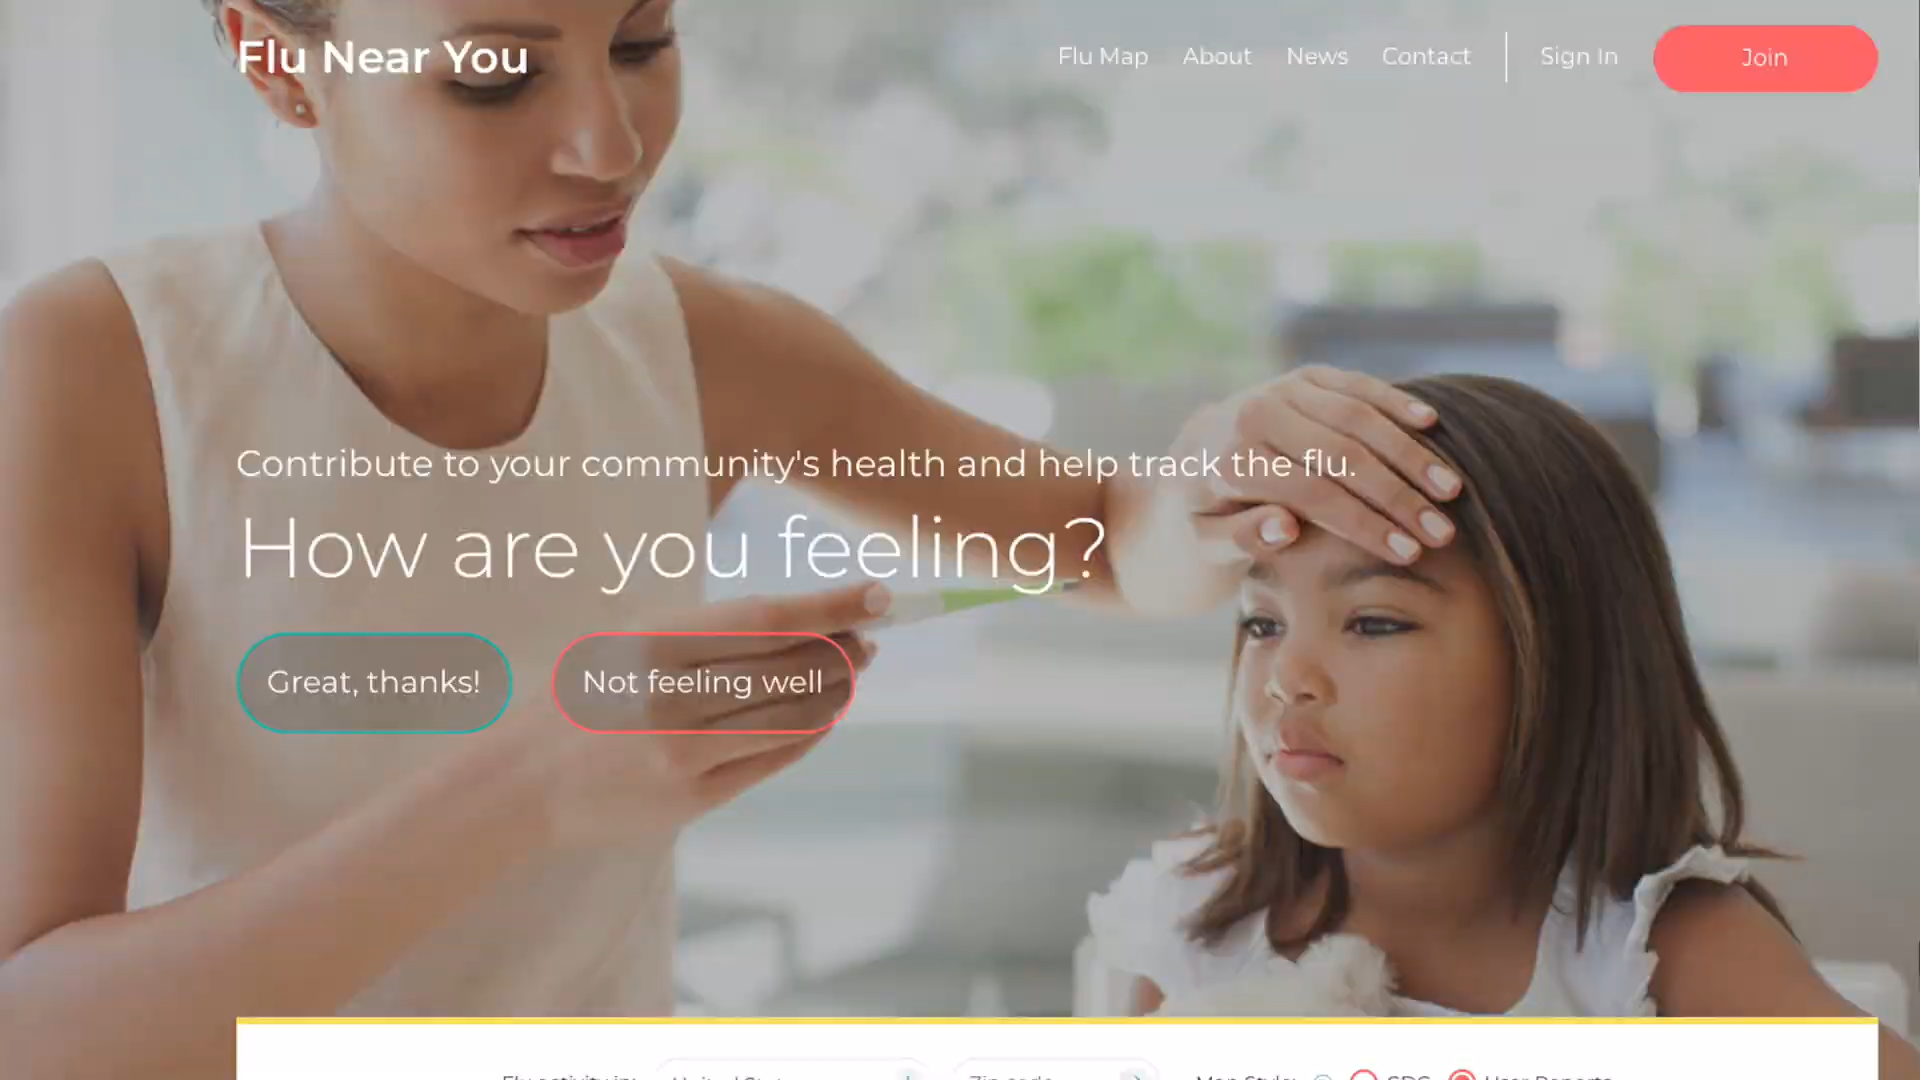 Flu Near You
Flu Map
About
News
Contact
Sign In
Join
Contribute to your community's health and help track the flu.
How are you feeling?
Great, thanks!
Not feeling well